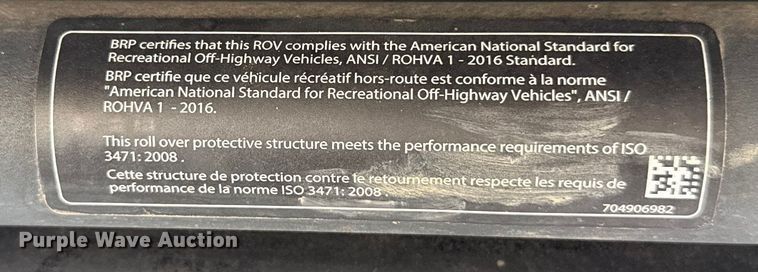 BRP certifies that this ROV complies with the American National Standard for
Recreational Off-Highway Vehicles, ANSI / ROHVA 1 - 2016 Standard.
BRP certifie que ce véhicule récréatif hors-route est conforme à la norme
"American National Standard for Recreational Off-Highway Vehicles", ANSI /
ROHVA 1 - 2016.
This roll over protective structure meets the performance requirements of ISO
3471: 2008 .
Cette structure de protection contre le retournement respecte les requis de
performance de la norme ISO 3471: 2008 .
704906982
Purple Wave Auction